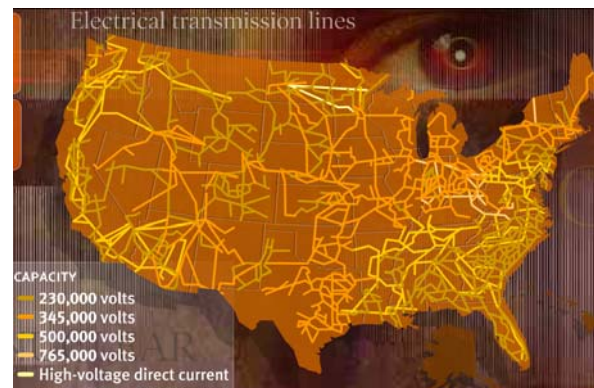 Electrical transmission lines
CAPACITY
230,000 volts
345,000 volts
500,000 volts
765,000 volts
High-voltage direct current